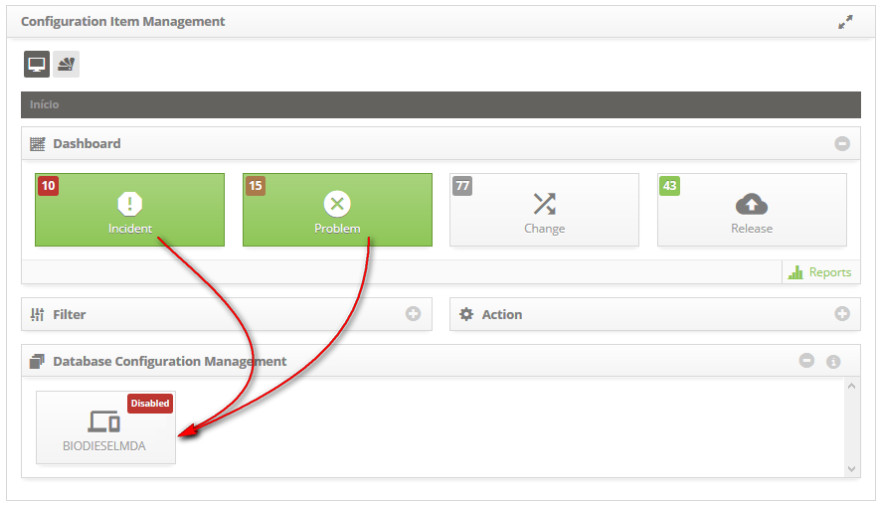 Configuration Item Management
Início
Dashboard
10
Incident
15
Problem
77
Change
43
Release
Reports
Filter
Action
Database Configuration Management
Disabled
BIODIESELMDA